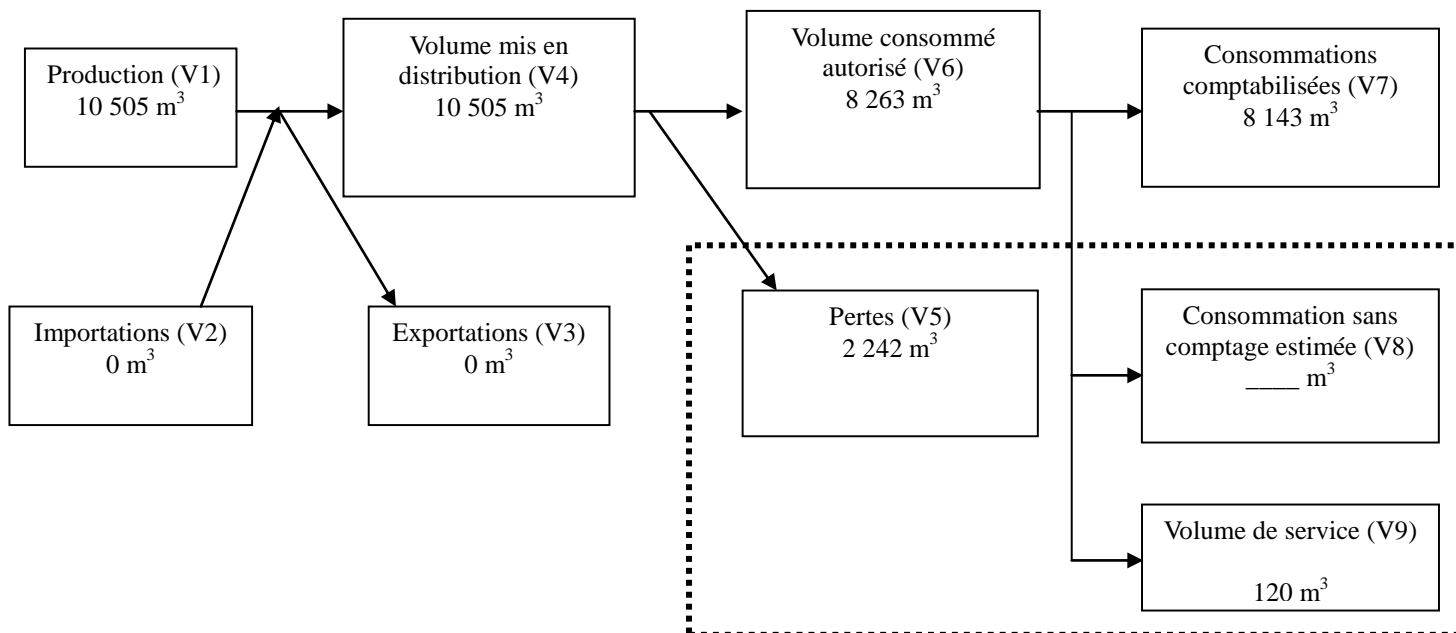 Production (V1)
10 505 m³
Volume mis en
distribution (V4)
10 505 m³
Volume consommé
autorisé (V6)
8 263 m³
Consommations
comptabilisées (V7)
8 143 m³
Importations (V2)
0 m³
Exportations (V3)
0 m³
Pertes (V5)
2 242 m³
Consommation sans
comptage estimée (V8)
____ m³
Volume de service (V9)
120 m³